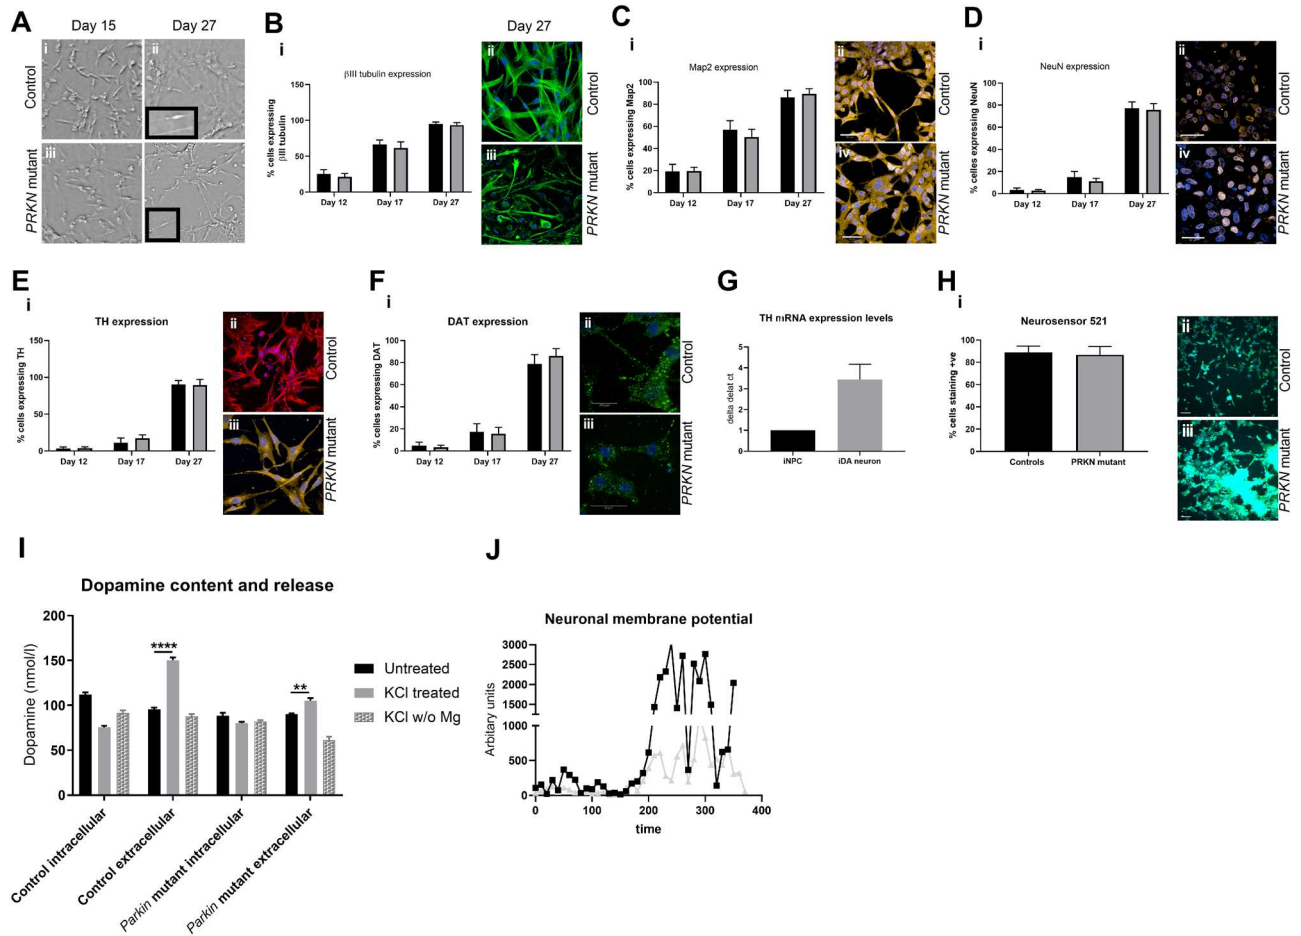 A
Day 15
Day 27
i
ii
Control
iii
PRKN mutant
B
i
βIII tubulin expression
% cells expressing
βIII tubulin
150
100
50
0
Day 12
Day 17
Day 27
Day 27
ii
Control
iii
PRKN mutant
C
i
Map2 expression
% cells expressing Map2
100
80
60
40
20
0
Day 12
Day 17
Day 27
ii
Control
iv
PRKN mutant
D
i
NeuN expression
% celles expressing NeuN
100
80
60
40
20
0
Day 12
Day 17
Day 27
ii
Control
iv
PRKN mutant
E
i
TH expression
% cells expressing TH
150
100
50
0
Day 12
Day 17
Day 27
ii
Control
iii
PRKN mutant
F
i
DAT expression
% celles expressing DAT
100
80
60
40
20
0
Day 12
Day 17
Day 27
ii
Control
iii
PRKN mutant
G
TH mRNA expression levels
delta delat ct
5
4
3
2
1
0
iNPC
iDA neuron
H
i
Neurosensor 521
% cells staining +ve
100
80
60
40
20
0
Controls
PRKN mutant
ii
Control
iii
PRKN mutant
I
Dopamine content and release
Dopamine (nmol/l)
200
150
100
50
0
****
**
Control intracellular
Control extracellular
Parkin mutant intracellular
Parkin mutant extracellular
Untreated
KCl treated
KCl w/o Mg
J
Neuronal membrane potential
Arbitary units
3000
2500
2000
1500
1000
500
0
0
100
200
300
400
time